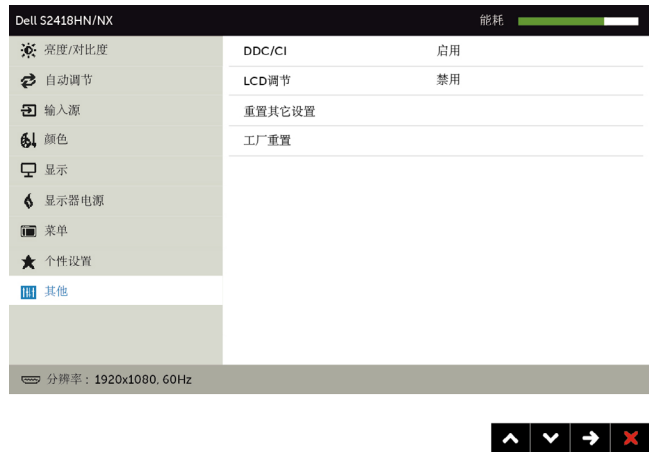 Dell S2418HN/NX 能耗
亮度/对比度
自动调节
输入源
颜色
显示
显示器电源
菜单
个性设置
其他
DDC/CI 启用
LCD调节 禁用
重置其它设置
工厂重置
分辨率：1920x1080, 60Hz